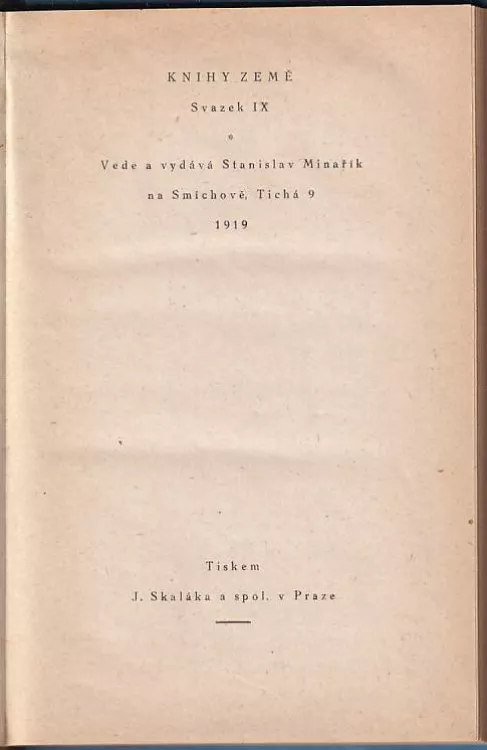 KNIHY ZEMĚ
Svazek IX
*
Vede a vydává Stanislav Minařík
na Smíchově, Tichá 9
1919
Tiskem
J. Skaláka a spol. v Praze